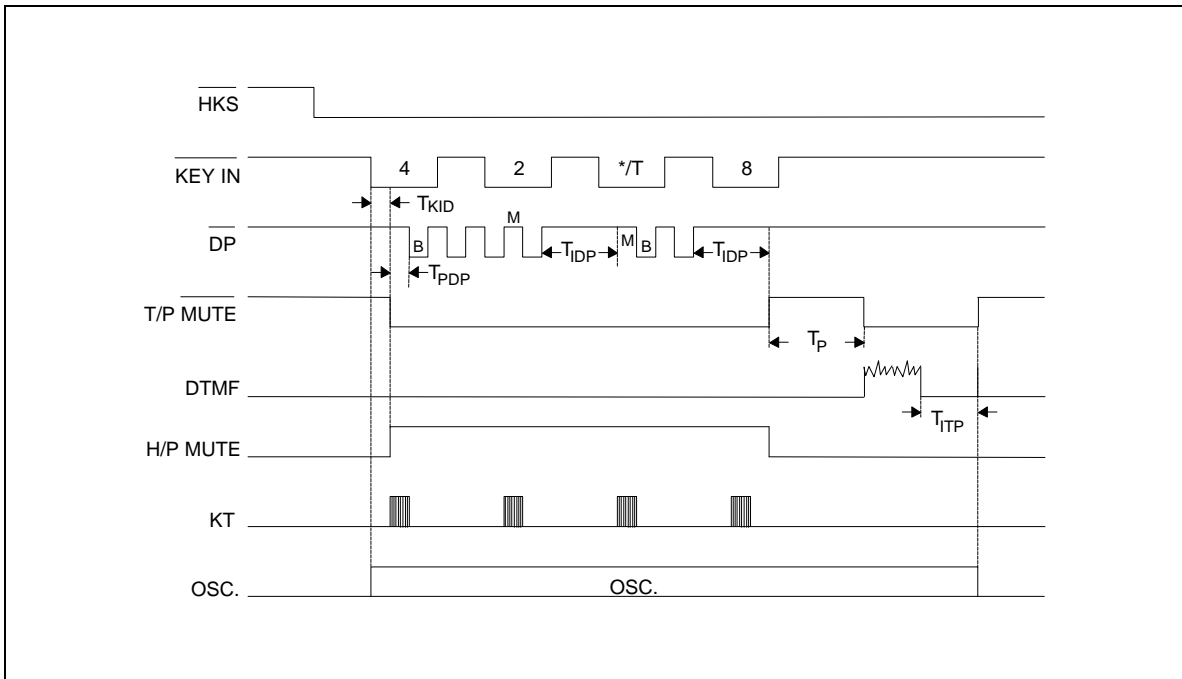 HKS
KEY IN 4 2 */T 8
TKID
M
DP B TIDP M B TIDP
TPDP
T/P MUTE
TP
DTMF
TITP
H/P MUTE
KT
OSC. OSC.